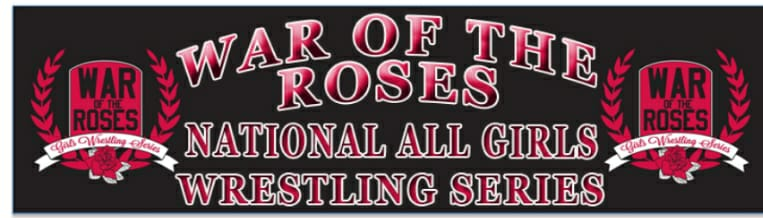 WAR OF THE
ROSES
NATIONAL ALL GIRLS
WRESTLING SERIES
WAR
OF THE
ROSES
Girls Wrestling Series
WAR
OF THE
ROSES
Girls Wrestling Series